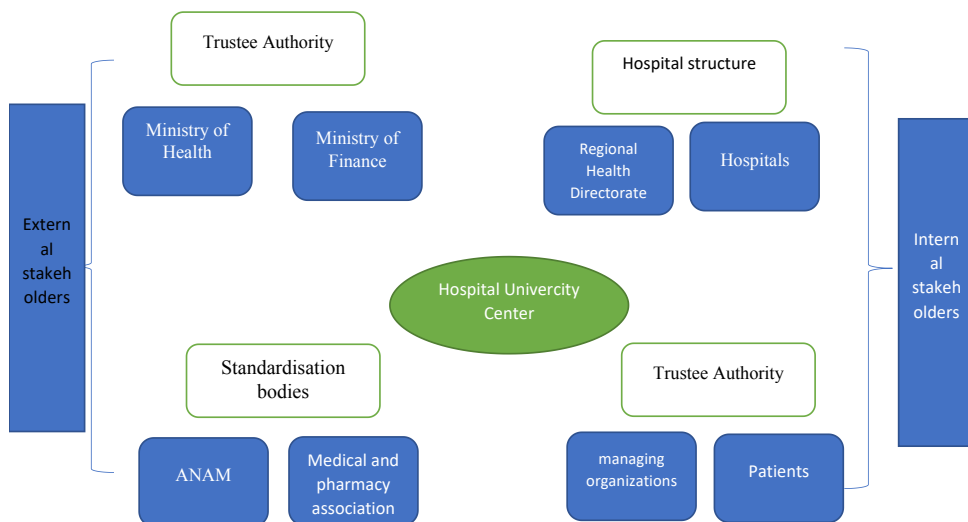 Trustee Authority
Hospital structure
Ministry of
Health
Ministry of
Finance
Regional
Health
Directorate
Hospitals
Extern
al
stakeh
olders
Intern
al
stakeh
olders
Hospital Univercity
Center
Standardisation
bodies
Trustee Authority
ANAM
Medical and
pharmacy
association
managing
organizations
Patients